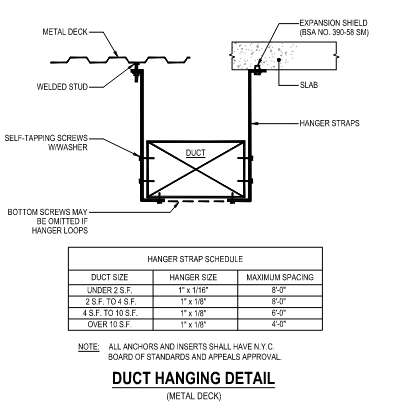 METAL DECK
EXPANSION SHIELD
(BSA NO. 390-58 SM)
WELDED STUD
SLAB
HANGER STRAPS
SELF-TAPPING SCREWS
W/WASHER
DUCT
BOTTOM SCREWS MAY
BE OMITTED IF
HANGER LOOPS
HANGER STRAP SCHEDULE
DUCT SIZE HANGER SIZE MAXIMUM SPACING
UNDER 2 S.F. 1" x 1/16" 8'-0"
2 S.F. TO 4 S.F. 1" x 1/8" 8'-0"
4 S.F. TO 10 S.F. 1" x 1/8" 6'-0"
OVER 10 S.F. 1" x 1/8" 4'-0"
NOTE: ALL ANCHORS AND INSERTS SHALL HAVE N.Y.C.
BOARD OF STANDARDS AND APPEALS APPROVAL.
DUCT HANGING DETAIL
(METAL DECK)